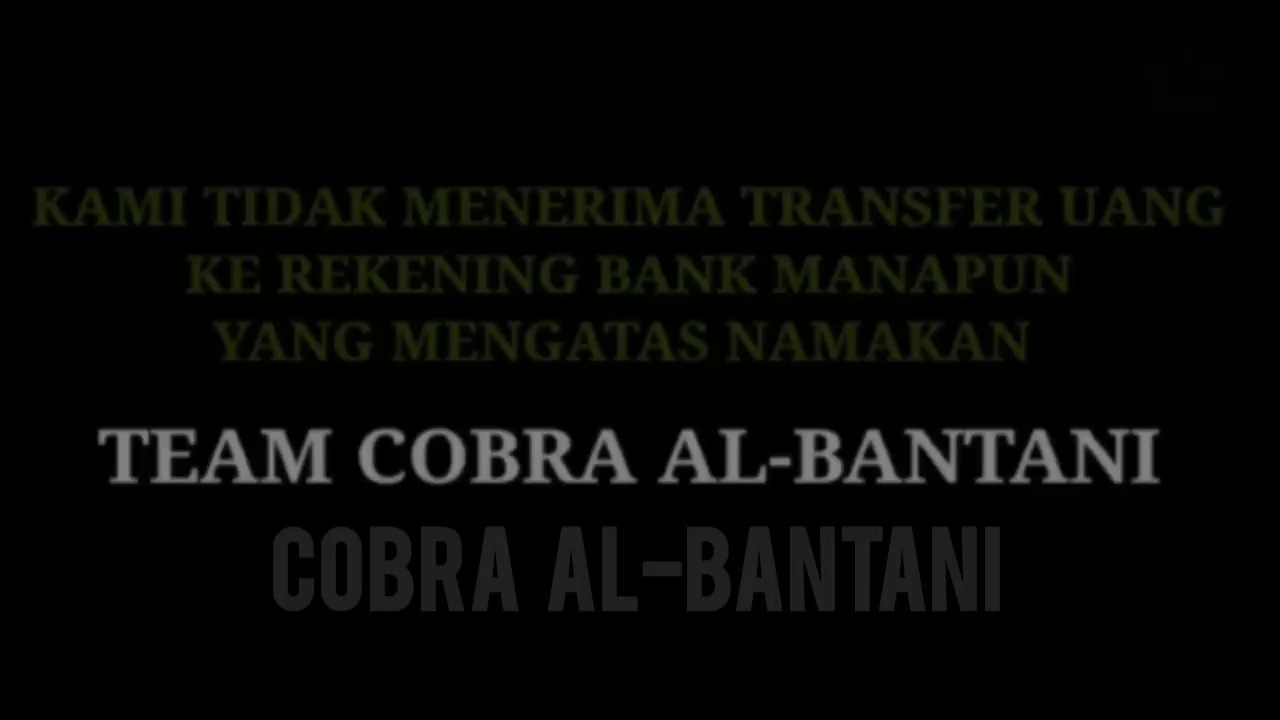 KAMI TIDAK MENERIMA TRANSFER UANG
KE REKENING BANK MANAPUN
YANG MENGATAS NAMAKAN
TEAM COBRA AL-BANTANI
COBRA AL-BANTANI